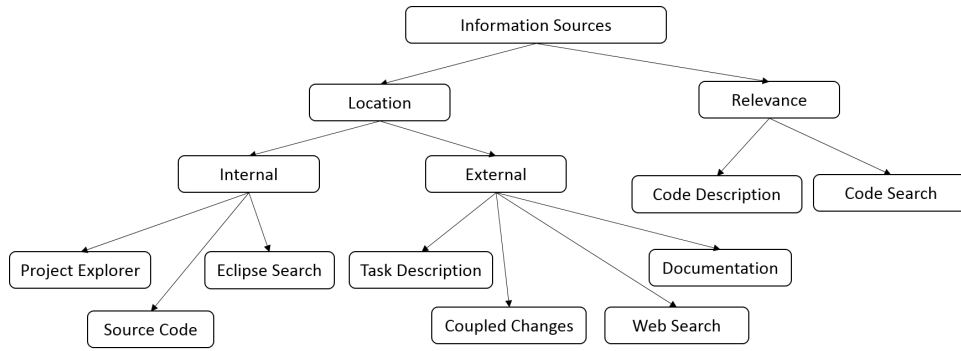 Information Sources
Location
Relevance
Internal
External
Code Description
Code Search
Project Explorer
Eclipse Search
Task Description
Documentation
Source Code
Coupled Changes
Web Search